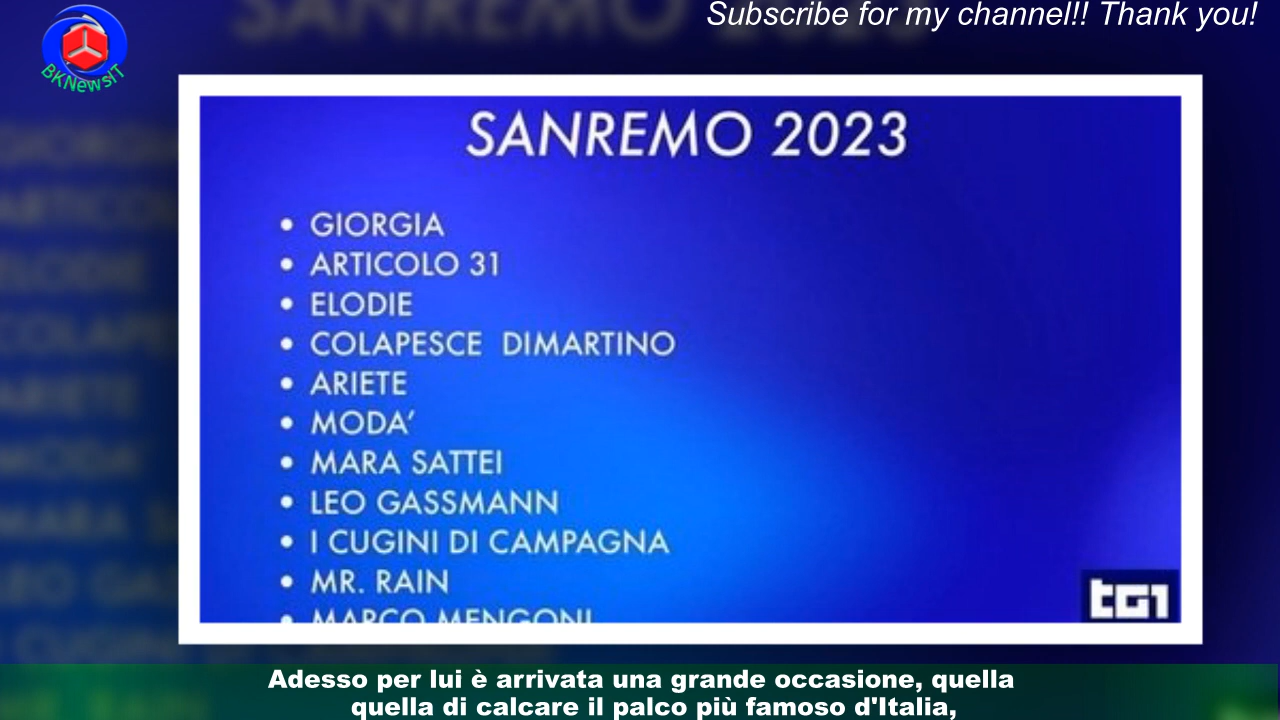 Subscribe for my channel!! Thank you!
BKNewsIT
SANREMO 2023
• GIORGIA
• ARTICOLO 31
• ELODIE
• COLAPESCE DIMARTINO
• ARIETE
• MODA’
• MARA SATTEI
• LEO GASSMANN
• I CUGINI DI CAMPAGNA
• MR. RAIN
• MARCO MENGONI
tG1
Adesso per lui è arrivata una grande occasione, quella
quella di calcare il palco più famoso d'Italia,